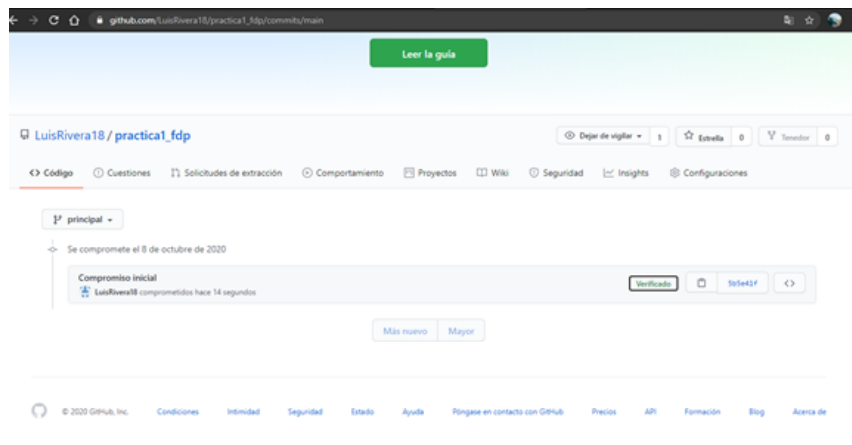 github.com/LuisRivera18/practica1_fdp/commits/main
Leer la guía
LuisRivera18 / practica1_fdp
Dejar de vigilar 1 Estrella 0 Tenedor 0
<> Código Cuestiones Solicitudes de extracción Comportamiento Proyectos Wiki Seguridad Insights Configuraciones
principal
Se compromete el 8 de octubre de 2020
Compromiso inicial
LuisRivera18 comprometidos hace 14 segundos
Verificado 5b5e41f <>
Más nuevo Mayor
© 2020 GitHub, Inc. Condiciones Intimidad Seguridad Estado Ayuda Póngase en contacto con GitHub Precios API Formación Blog Acerca de